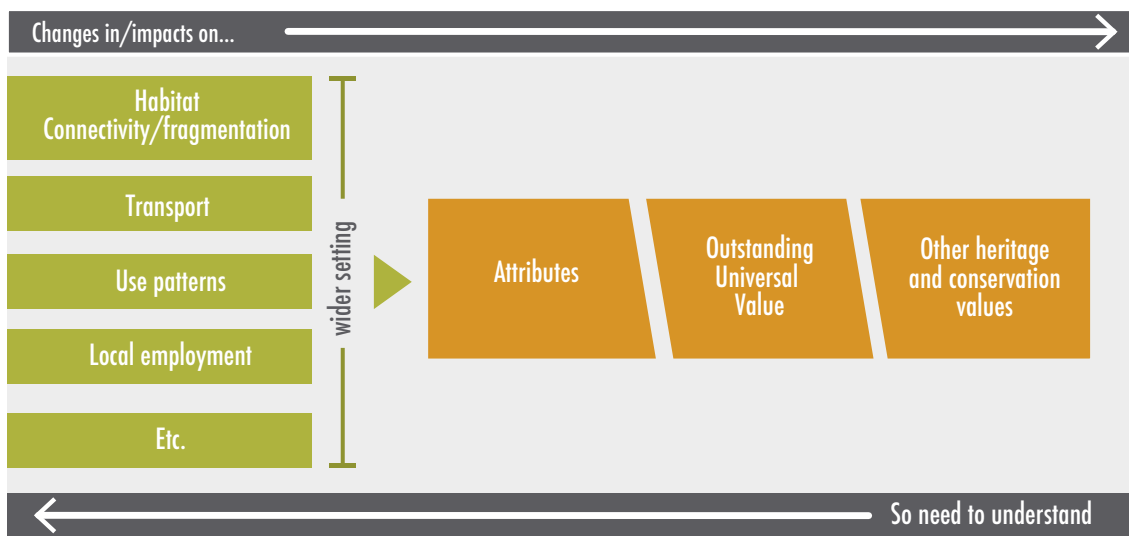 Changes in/impacts on...
Habitat
Connectivity/fragmentation
Transport
Use patterns
Local employment
Etc.
wider setting
Attributes
Outstanding
Universal
Value
Other heritage
and conservation
values
So need to understand